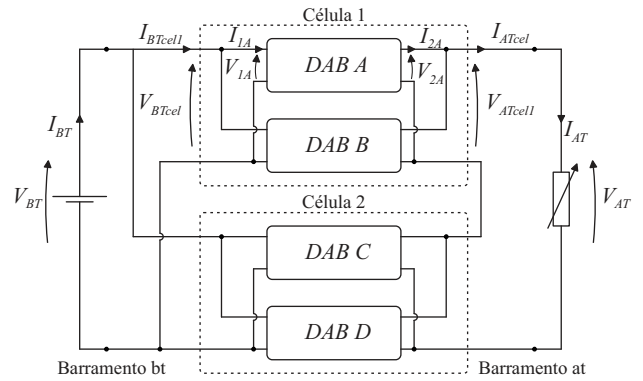 Célula 1
I_BTcel1
I_1A
I_2A
I_ATcel
V_1A
DAB A
V_2A
V_BTcel
V_ATcel1
I_BT
DAB B
I_AT
V_BT
Célula 2
V_AT
DAB C
DAB D
Barramento bt
Barramento at